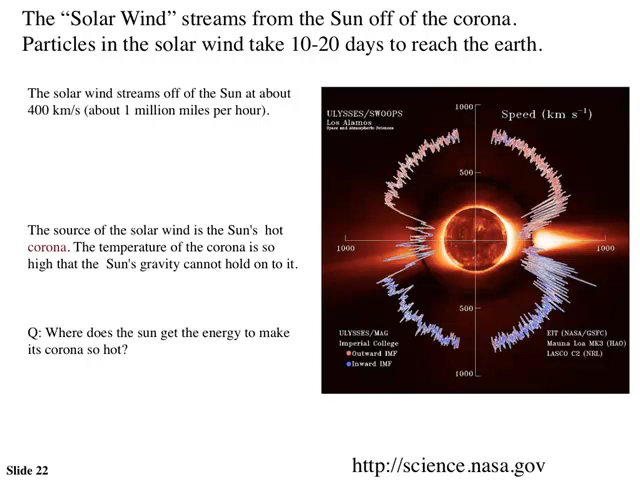 The “Solar Wind” streams from the Sun off of the corona.
Particles in the solar wind take 10-20 days to reach the earth.
The solar wind streams off of the Sun at about
400 km/s (about 1 million miles per hour).
The source of the solar wind is the Sun's hot
corona. The temperature of the corona is so
high that the Sun's gravity cannot hold on to it.
Q: Where does the sun get the energy to make
its corona so hot?
ULYSSES/SWOOPS
Los Alamos
Space and Atmospheric Sciences
1000
Speed (km s⁻¹)
500
1000
1000
500
1000
ULYSSES/MAG
Imperial College
Outward IMF
Inward IMF
EIT (NASA/GSFC)
Mauna Loa MK3 (HAO)
LASCO C2 (NRL)
Slide 22
http://science.nasa.gov